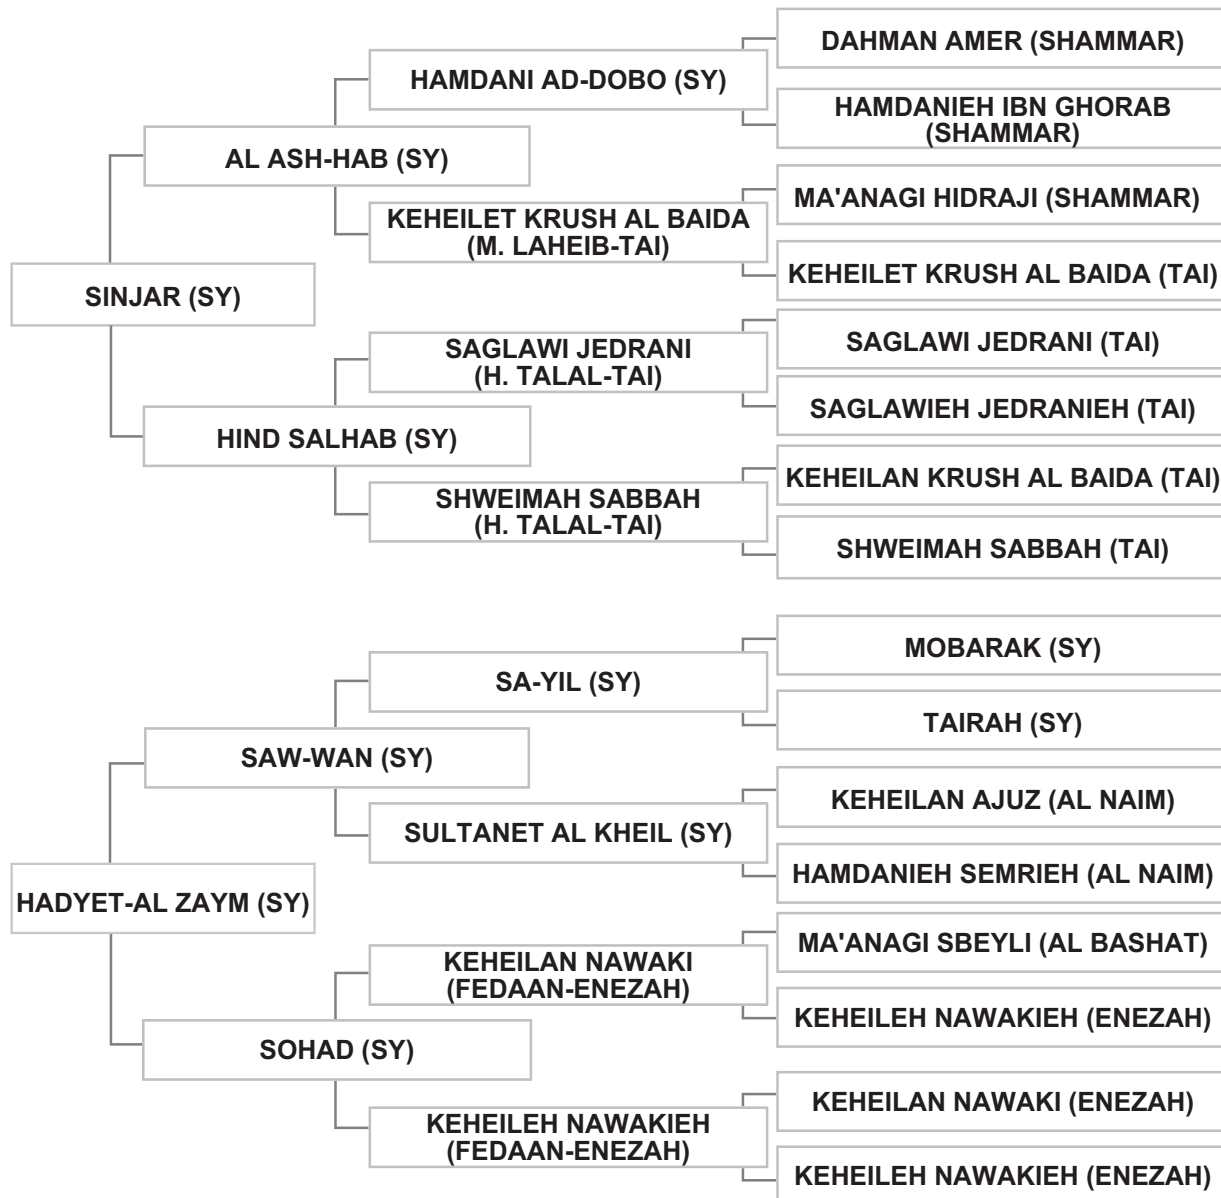 DAHMAN AMER (SHAMMAR)
HAMDANI AD-DOBO (SY)
HAMDANIEH IBN GHORAB
(SHAMMAR)
AL ASH-HAB (SY)
MA'ANAGI HIDRAJI (SHAMMAR)
KEHEILET KRUSH AL BAIDA
(M. LAHEIB-TAI)
KEHEILET KRUSH AL BAIDA (TAI)
SINJAR (SY)
SAGLAWI JEDRANI (TAI)
SAGLAWI JEDRANI
(H. TALAL-TAI)
SAGLAWIEH JEDRANIEH (TAI)
HIND SALHAB (SY)
KEHEILAN KRUSH AL BAIDA (TAI)
SHWEIMAH SABBAH
(H. TALAL-TAI)
SHWEIMAH SABBAH (TAI)
MOBARAK (SY)
SA-YIL (SY)
TAIRAH (SY)
SAW-WAN (SY)
KEHEILAN AJUZ (AL NAIM)
SULTANET AL KHEIL (SY)
HAMDANIEH SEMRIEH (AL NAIM)
HADYET-AL ZAYM (SY)
MA'ANAGI SBEYLI (AL BASHAT)
KEHEILAN NAWAKI
(FEDAAN-ENEZAH)
KEHEILEH NAWAKIEH (ENEZAH)
SOHAD (SY)
KEHEILAN NAWAKI (ENEZAH)
KEHEILEH NAWAKIEH
(FEDAAN-ENEZAH)
KEHEILEH NAWAKIEH (ENEZAH)